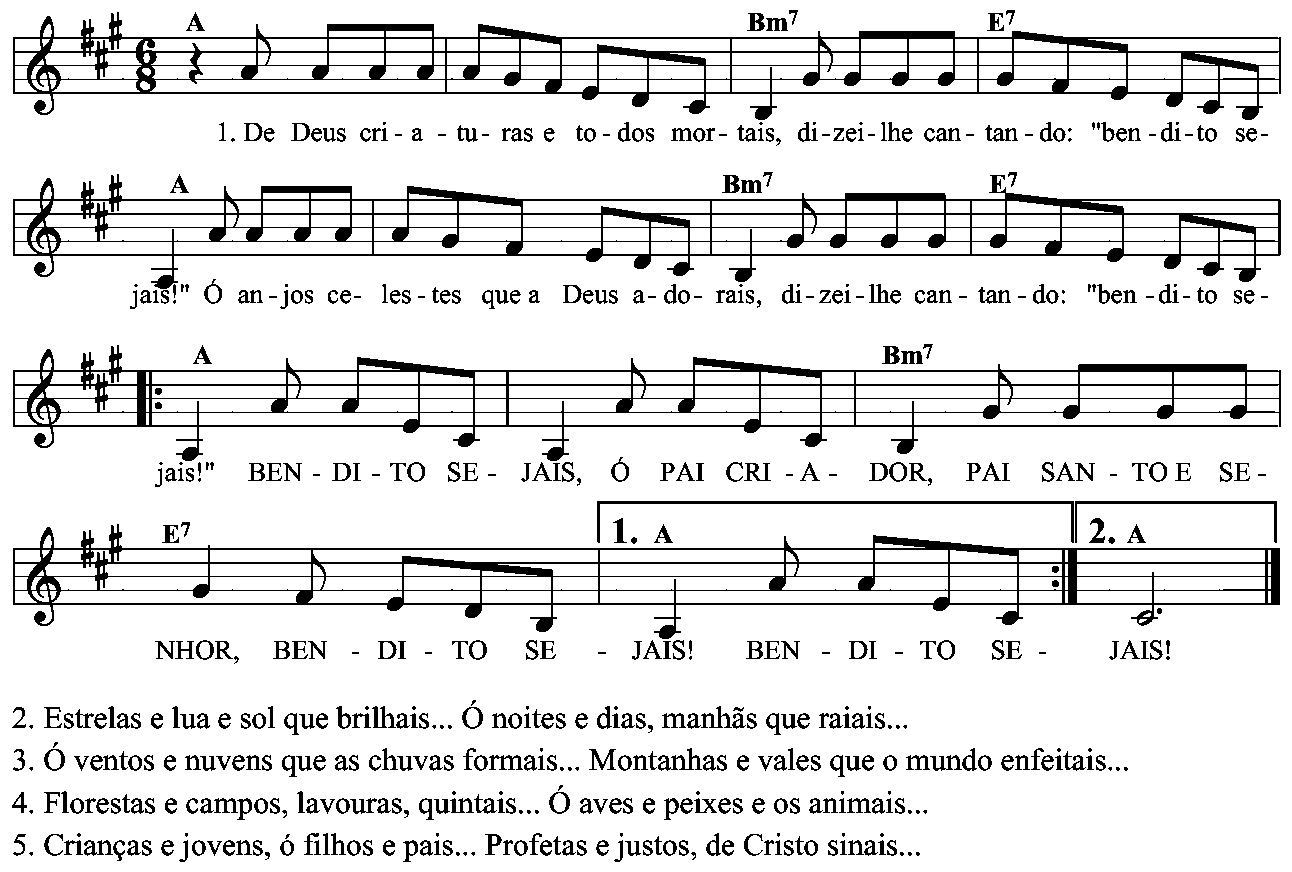 A Bm7 E7
6
8
1. De Deus cri - a - tu - ras e to - dos mor - tais, di - zei - lhe can - tan - do: "ben - di - to se -
A Bm7 E7
jais!" Ó an - jos ce - les - tes que a Deus a - do - rais, di - zei - lhe can - tan - do: "ben - di - to se -
A Bm7
jais!" BEN - DI - TO SE - JAIS, Ó PAI CRI - A - DOR, PAI SAN - TO E SE -
E7 1. A 2. A
NHOR, BEN - DI - TO SE - JAIS! BEN - DI - TO SE - JAIS!
2. Estrelas e lua e sol que brilhais... Ó noites e dias, manhãs que raiais...
3. Ó ventos e nuvens que as chuvas formais... Montanhas e vales que o mundo enfeitais...
4. Florestas e campos, lavouras, quintais... Ó aves e peixes e os animais...
5. Crianças e jovens, ó filhos e pais... Profetas e justos, de Cristo sinais...